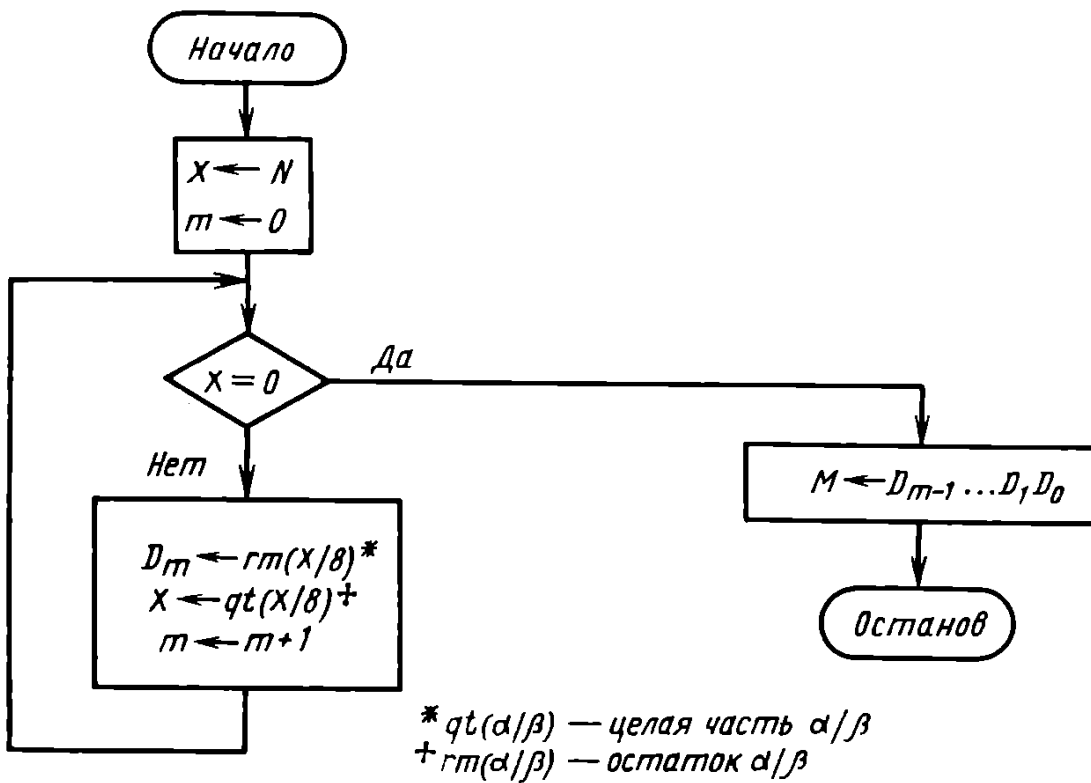 Начало
X ← N
m ← 0
X = 0
Да
Нет
D_m ← rm(X/8)*
X ← qt(X/8)+
m ← m+1
M ← D_{m-1} ... D_1 D_0
Останов
* qt(α/β) — целая часть α/β
+ rm(α/β) — остаток α/β